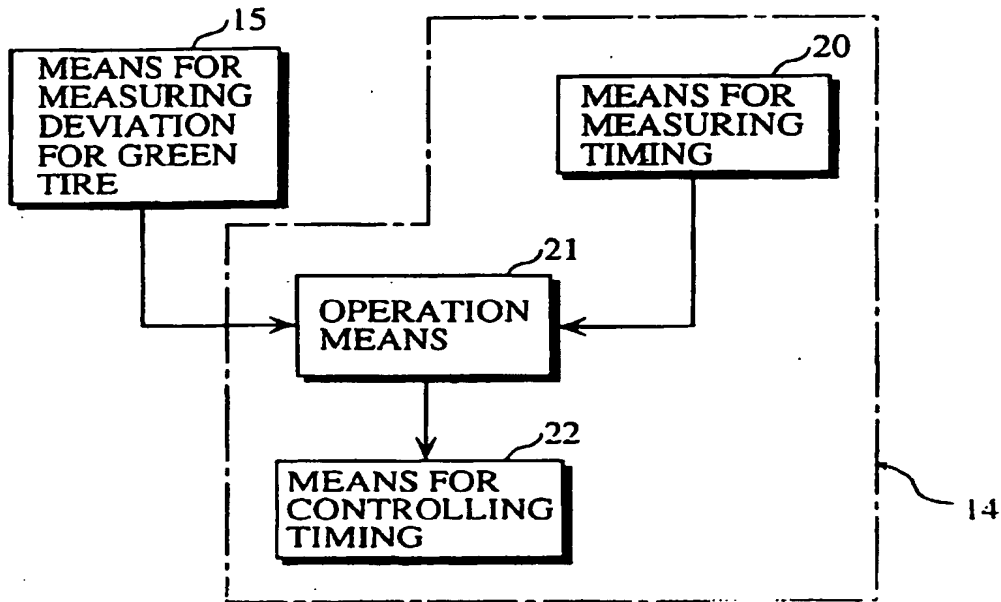 15
MEANS FOR
MEASURING
DEVIATION
FOR GREEN
TIRE
20
MEANS FOR
MEASURING
TIMING
21
OPERATION
MEANS
22
MEANS FOR
CONTROLLING
TIMING
14